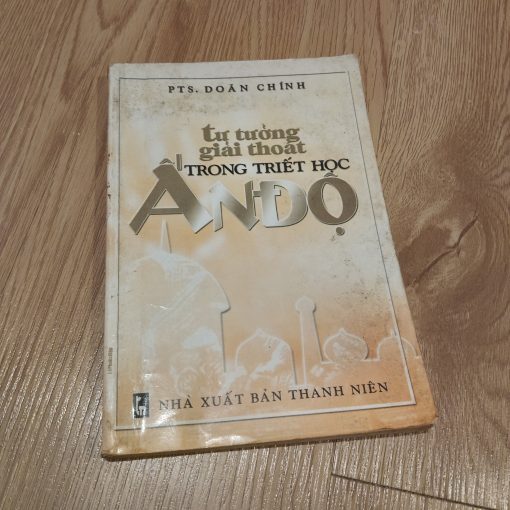 PTS. DOÃN CHÍNH
tư tưởng
giải thoát
TRONG TRIẾT HỌC
ẤN ĐỘ
NHÀ XUẤT BẢN THANH NIÊN